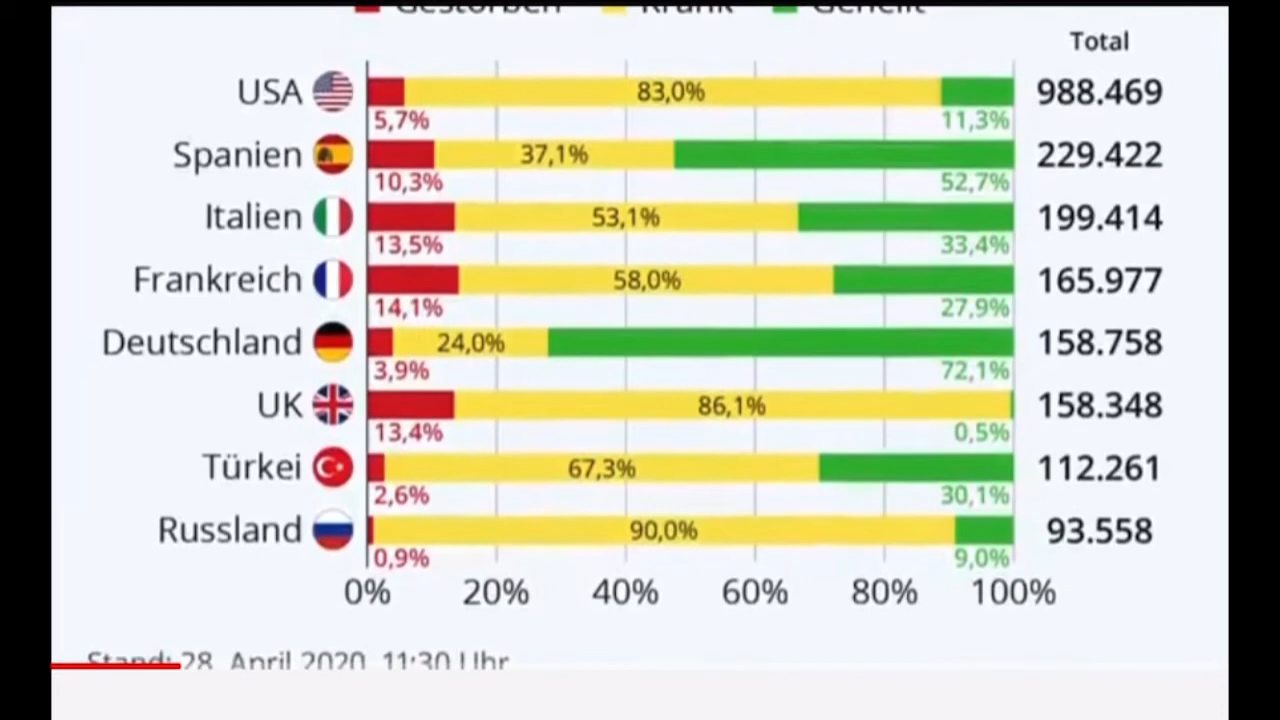 Gestorben Krank Geheilt
Total
USA 83,0% 988.469
5,7% 11,3%
Spanien 37,1% 229.422
10,3% 52,7%
Italien 53,1% 199.414
13,5% 33,4%
Frankreich 58,0% 165.977
14,1% 27,9%
Deutschland 24,0% 158.758
3,9% 72,1%
UK 86,1% 158.348
13,4% 0,5%
Türkei 67,3% 112.261
2,6% 30,1%
Russland 90,0% 93.558
0,9% 9,0%
0% 20% 40% 60% 80% 100%
Stand: 28. April 2020, 11:30 Uhr